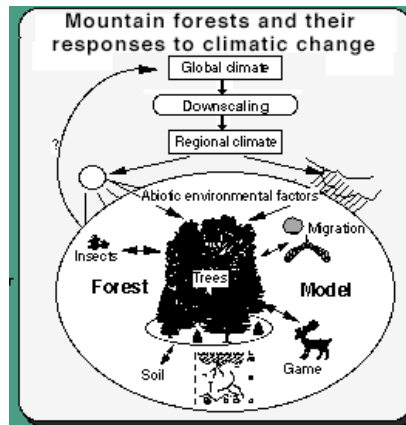 Mountain forests and their
responses to climatic change
Global climate
Downscaling
Regional climate
?
Abiotic environmental factors
Migration
Insects
Trees
Forest
Model
Soil
Game